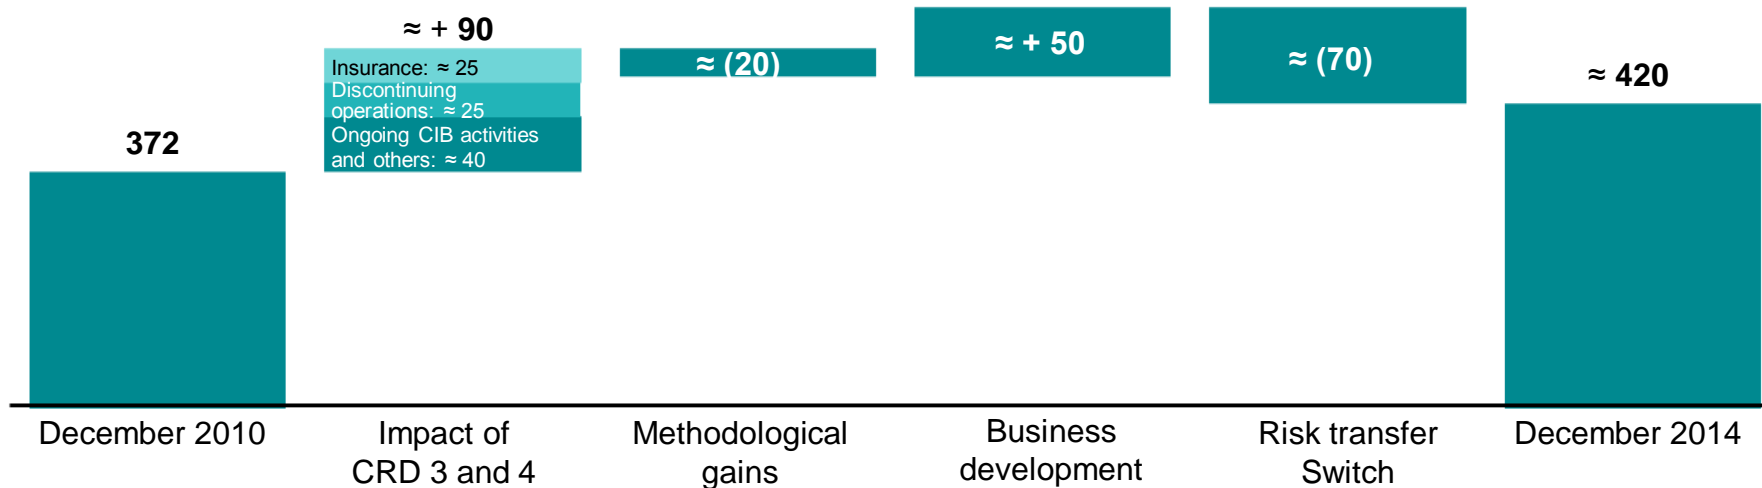 372
≈ + 90
Insurance: ≈ 25
Discontinuing
operations: ≈ 25
Ongoing CIB activities
and others: ≈ 40
≈ (20)
≈ + 50
≈ (70)
≈ 420
December 2010
Impact of
CRD 3 and 4
Methodological
gains
Business
development
Risk transfer
Switch
December 2014